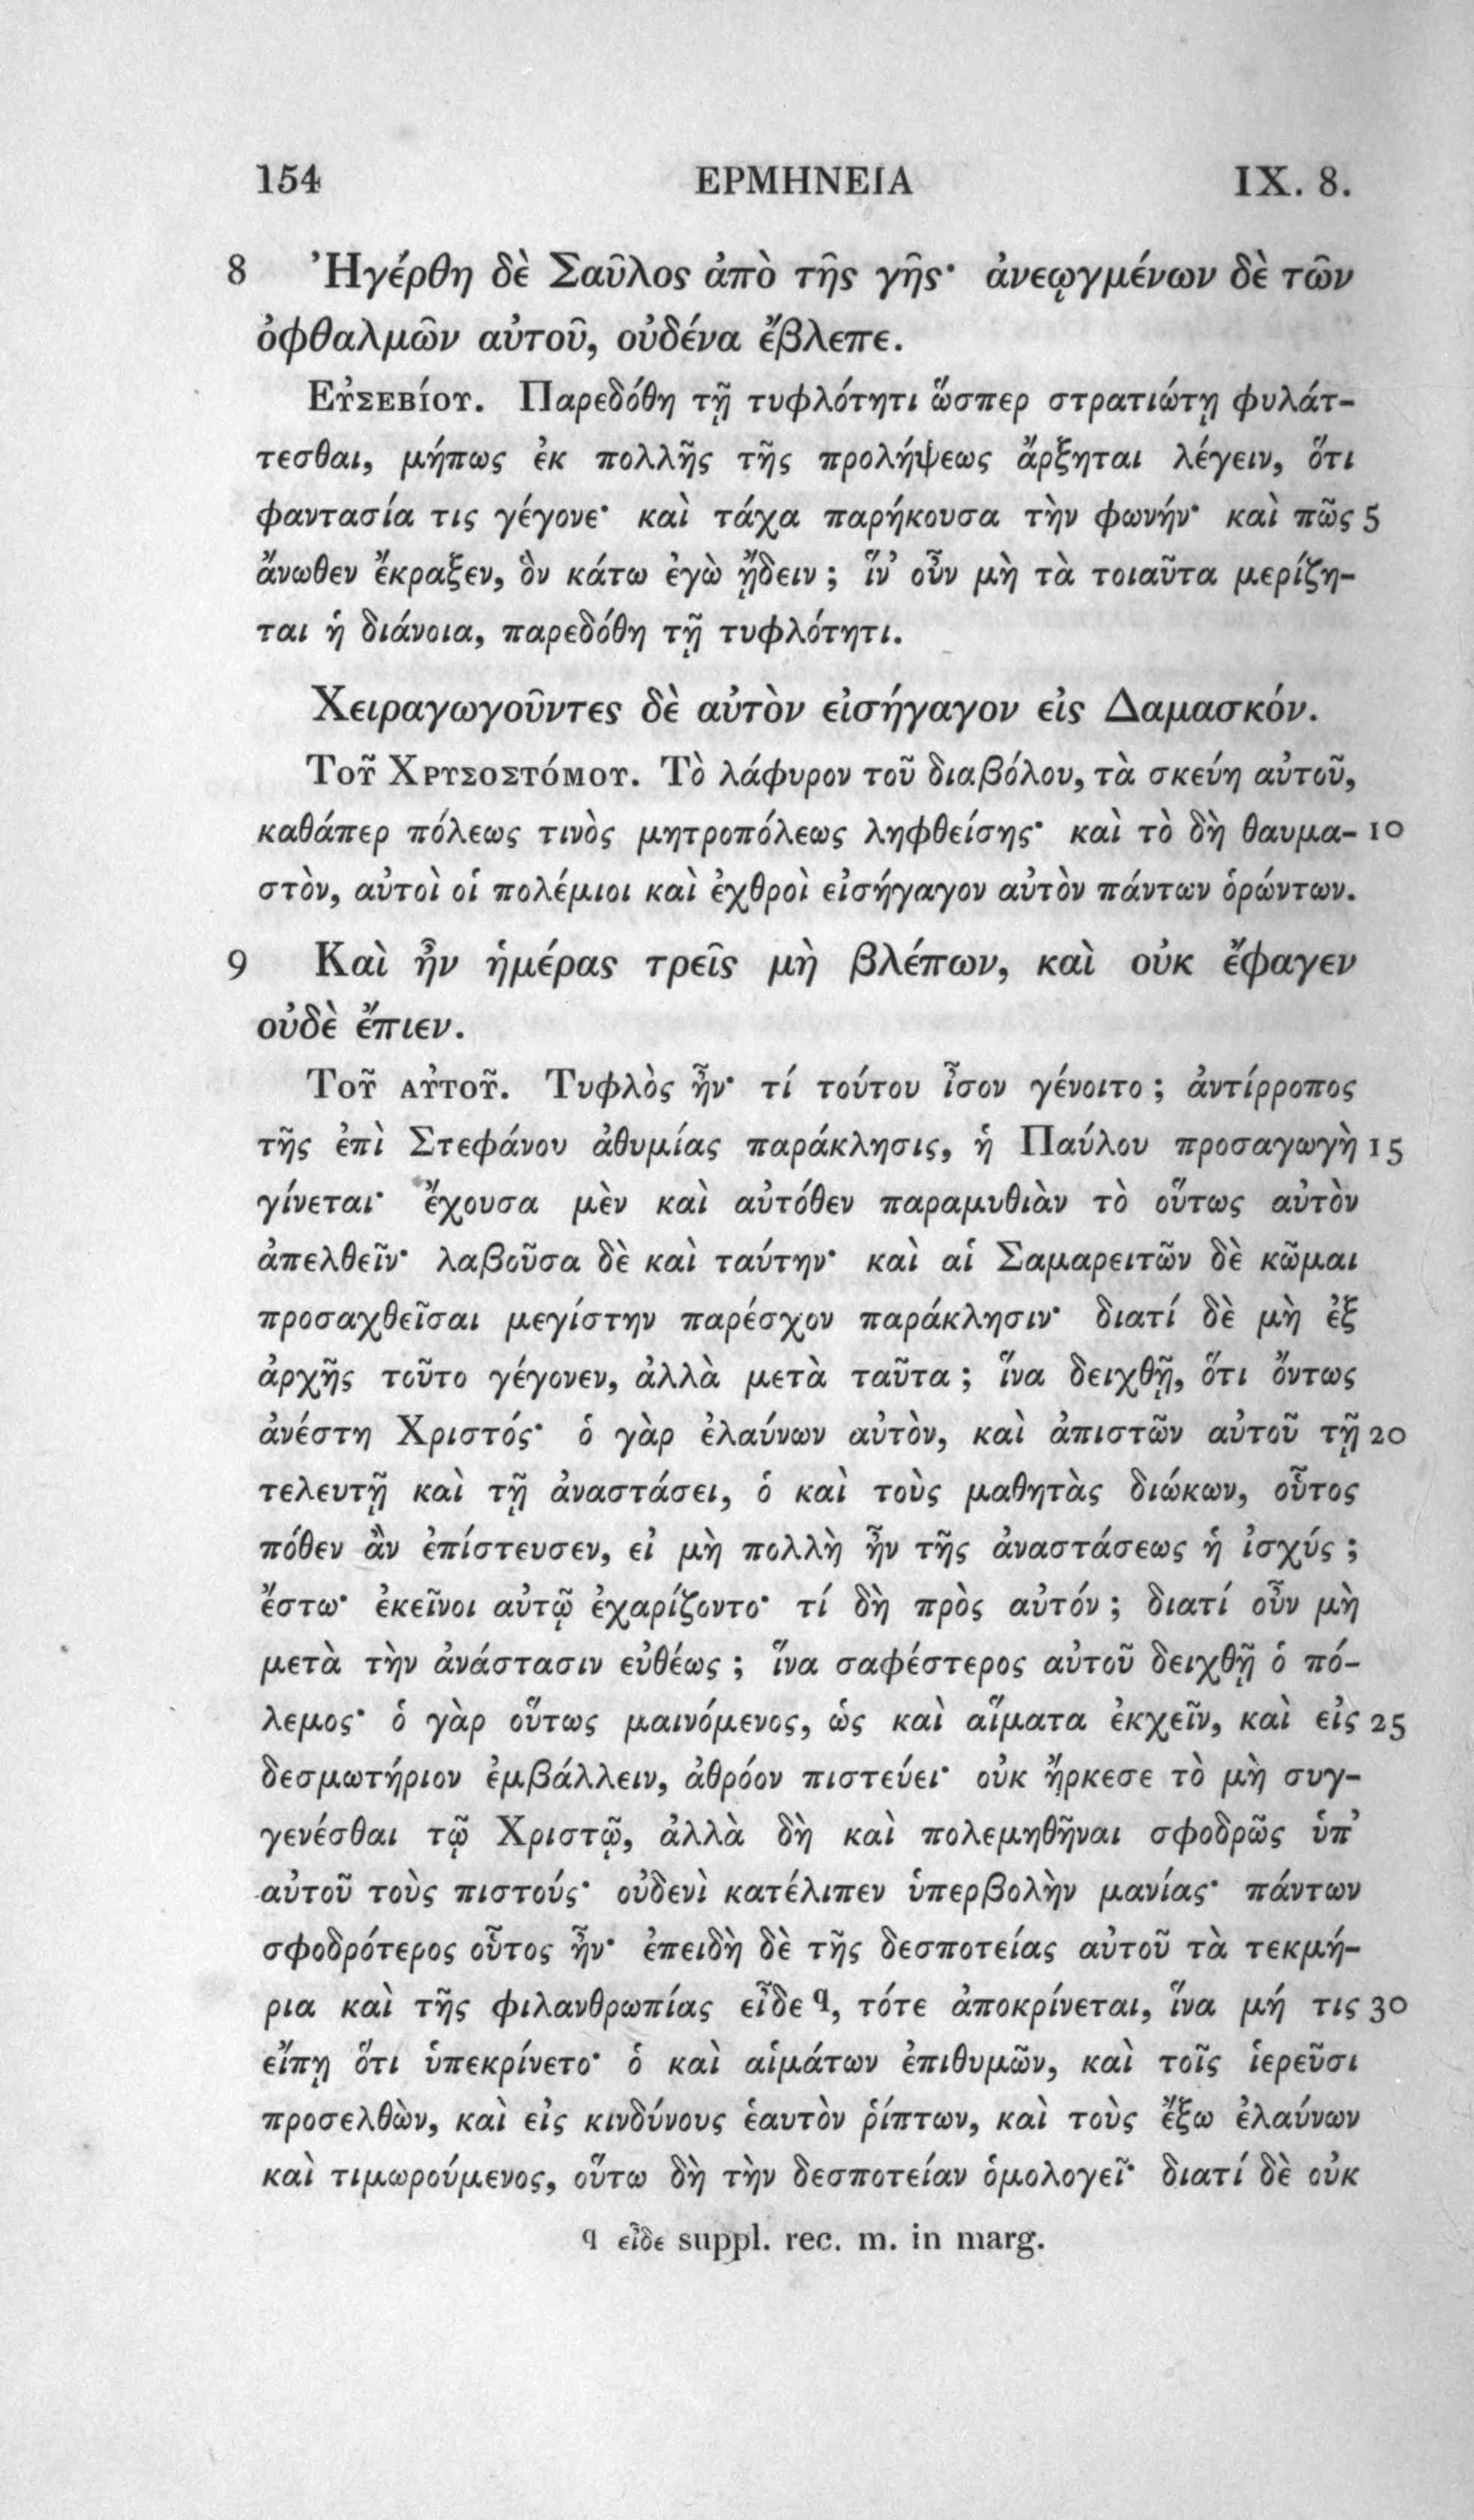 154 ΕΡΜΗΝΕΙΑ IX. 8.
8 Ἠγέρθη δὲ Σαῦλος ἀπὸ τῆς γῆς· ἀνεῳγμένων δὲ τῶν
ὀφθαλμῶν αὐτοῦ, οὐδένα ἔβλεπε.
Εὐσεβίου. Παρεδόθη τῇ τυφλότητι ὥσπερ στρατιώτῃ φυλάτ-
τεσθαι, μήπως ἐκ πολλῆς τῆς προλήψεως ἄρξηται λέγειν, ὅτι
φαντασία τις γέγονε· καὶ τάχα παρήκουσα τὴν φωνήν· καὶ πῶς 5
ἄνωθεν ἔκραξεν, ὃν κάτω ἐγὼ ᾔδειν; ἵν’ οὖν μὴ τὰ τοιαῦτα μερίζη-
ται ἡ διάνοια, παρεδόθη τῇ τυφλότητι.
Χειραγωγοῦντες δὲ αὐτὸν εἰσήγαγον εἰς Δαμασκόν.
Τοῦ Χρυσοστόμου. Τὸ λάφυρον τοῦ διαβόλου, τὰ σκεύη αὐτοῦ,
καθάπερ πόλεως τινὸς μητροπόλεως ληφθείσης· καὶ τὸ δὴ θαυμα- 10
στὸν, αὐτοὶ οἱ πολέμιοι καὶ ἐχθροὶ εἰσήγαγον αὐτὸν πάντων ὁρώντων.
9 Καὶ ἦν ἡμέρας τρεῖς μὴ βλέπων, καὶ οὐκ ἔφαγεν
οὐδὲ ἔπιεν.
Τοῦ αὐτοῦ. Τυφλὸς ἦν· τί τούτου ἶσον γένοιτο; ἀντίρροπος
τῆς ἐπὶ Στεφάνου ἀθυμίας παράκλησις, ἡ Παύλου προσαγωγὴ 15
γίνεται· ἔχουσα μὲν καὶ αὐτόθεν παραμυθιὰν τὸ οὕτως αὐτὸν
ἀπελθεῖν· λαβοῦσα δὲ καὶ ταύτην· καὶ αἱ Σαμαρειτῶν δὲ κῶμαι
προσαχθεῖσαι μεγίστην παρέσχον παράκλησιν· διατί δὲ μὴ ἐξ
ἀρχῆς τοῦτο γέγονεν, ἀλλὰ μετὰ ταῦτα; ἵνα δειχθῇ, ὅτι ὄντως
ἀνέστη Χριστός· ὁ γὰρ ἐλαύνων αὐτὸν, καὶ ἀπιστῶν αὐτοῦ τῇ 20
τελευτῇ καὶ τῇ ἀναστάσει, ὁ καὶ τοὺς μαθητὰς διώκων, οὗτος
πόθεν ἂν ἐπίστευσεν, εἰ μὴ πολλὴ ἦν τῆς ἀναστάσεως ἡ ἰσχύς;
ἔστω· ἐκεῖνοι αὐτῷ ἐχαρίζοντο· τί δὴ πρὸς αὐτόν; διατί οὖν μὴ
μετὰ τὴν ἀνάστασιν εὐθέως; ἵνα σαφέστερος αὐτοῦ δειχθῇ ὁ πό-
λεμος· ὁ γὰρ οὕτως μαινόμενος, ὡς καὶ αἵματα ἐκχεῖν, καὶ εἰς 25
δεσμωτήριον ἐμβάλλειν, ἀθρόον πιστεύει· οὐκ ἤρκεσε τὸ μὴ συγ-
γενέσθαι τῷ Χριστῷ, ἀλλὰ δὴ καὶ πολεμηθῆναι σφοδρῶς ὑπ’
αὐτοῦ τοὺς πιστούς· οὐδενὶ κατέλιπεν ὑπερβολὴν μανίας· πάντων
σφοδρότερος οὗτος ἦν· ἐπειδὴ δὲ τῆς δεσποτείας αὐτοῦ τὰ τεκμή-
ρια καὶ τῆς φιλανθρωπίας εἶδε q, τότε ἀποκρίνεται, ἵνα μή τις 30
εἴπῃ ὅτι ὑπεκρίνετο· ὁ καὶ αἱμάτων ἐπιθυμῶν, καὶ τοῖς ἱερεῦσι
προσελθὼν, καὶ εἰς κινδύνους ἑαυτὸν ῥίπτων, καὶ τοὺς ἔξω ἐλαύνων
καὶ τιμωρούμενος, οὕτω δὴ τὴν δεσποτείαν ὁμολογεῖ· διατί δὲ οὐκ
q εἶδε suppl. rec. m. in marg.